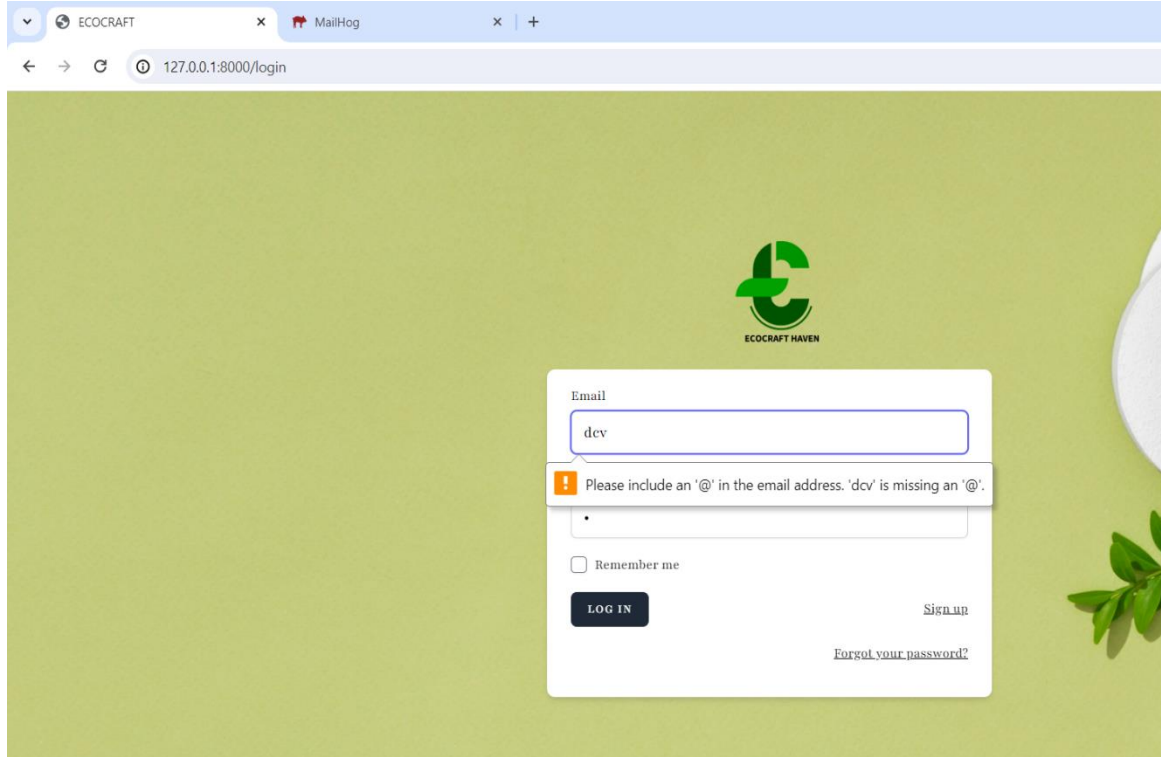 ECOCRAFT
MailHog
127.0.0.1:8000/login
ECOCRAFT HAVEN
Email
dcv
Please include an '@' in the email address. 'dcv' is missing an '@'.
Remember me
LOG IN
Sign up
Forgot your password?